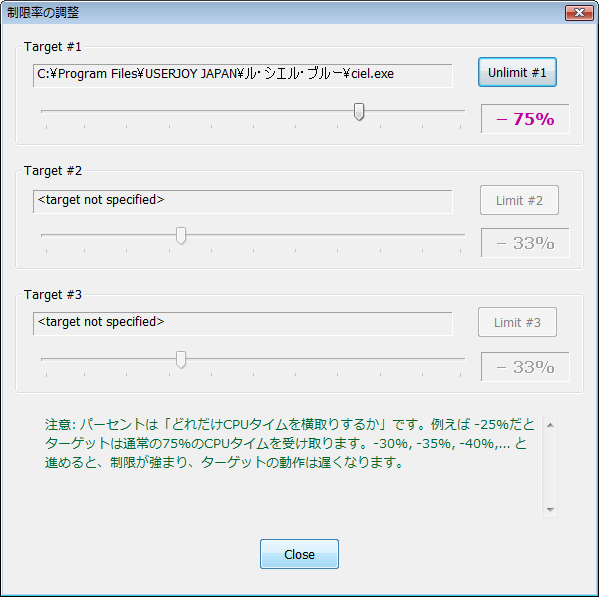 制限率の調整
Target #1
C:¥Program Files¥USERJOY JAPAN¥ル・シエル・ブルー¥ciel.exe
Unlimit #1
− 75%
Target #2
<target not specified>
Limit #2
− 33%
Target #3
<target not specified>
Limit #3
− 33%
注意: パーセントは「どれだけCPUタイムを横取りするか」です。例えば -25%だと
ターゲットは通常の75%のCPUタイムを受け取ります。-30%, -35%, -40%,... と
進めると、制限が強まり、ターゲットの動作は遅くなります。
Close